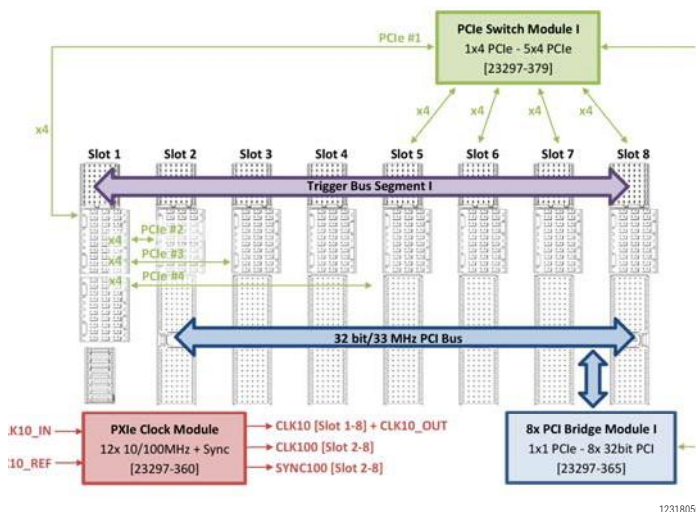 PCIe Switch Module I
1x4 PCIe - 5x4 PCIe
[23297-379]
PCIe #1
x4
x4
x4
x4
x4
Slot 1
Slot 2
Slot 3
Slot 4
Slot 5
Slot 6
Slot 7
Slot 8
Trigger Bus Segment I
x4
PCIe #2
x4
PCIe #3
x4
PCIe #4
32 bit/33 MHz PCI Bus
LK10_IN
K10_REF
PXIe Clock Module
12x 10/100MHz + Sync
[23297-360]
CLK10 [Slot 1-8] + CLK10_OUT
CLK100 [Slot 2-8]
SYNC100 [Slot 2-8]
8x PCI Bridge Module I
1x1 PCIe - 8x 32bit PCI
[23297-365]
1231805